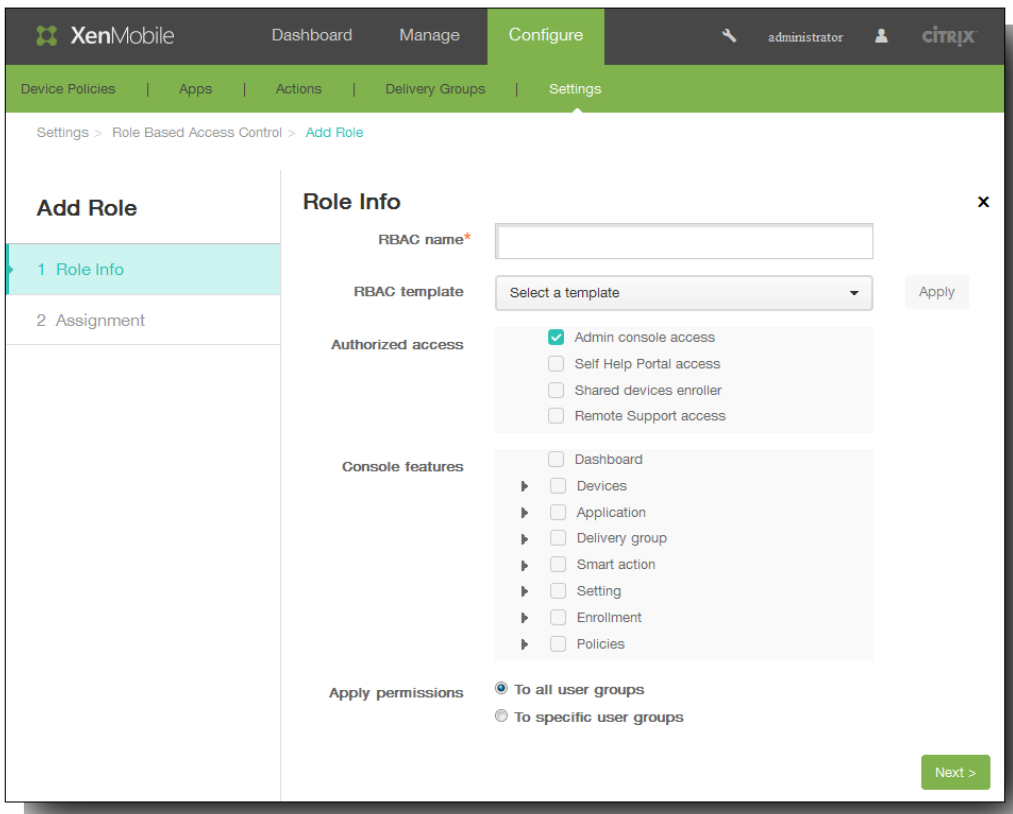 XenMobile Dashboard Manage Configure administrator CITRIX
Device Policies | Apps | Actions | Delivery Groups | Settings
Settings > Role Based Access Control > Add Role
Add Role
1 Role Info
2 Assignment
Role Info x
RBAC name*
RBAC template Select a template Apply
Authorized access
Admin console access
Self Help Portal access
Shared devices enroller
Remote Support access
Console features
Dashboard
Devices
Application
Delivery group
Smart action
Setting
Enrollment
Policies
Apply permissions
To all user groups
To specific user groups
Next >